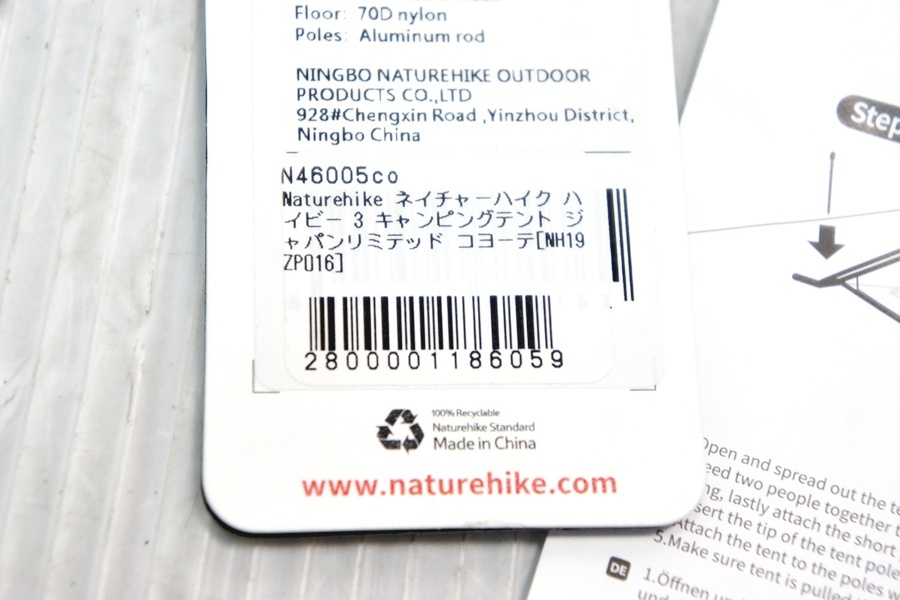 Floor: 70D nylon
Poles: Aluminum rod
NINGBO NATUREHIKE OUTDOOR
PRODUCTS CO.,LTD
928#Chengxin Road ,Yinzhou District,
Ningbo China
N46005co
Naturehike ネイチャーハイク ハ
イビー 3 キャンピングテント ジ
ャパンリミテッド コヨーテ[NH19
ZP016]
2800001186059
100% Recyclable
Naturehike Standard
Made in China
www.naturehike.com
Step
Open and spread out the
two people together
lastly attach the short
the tip of the tent pole
Attach the tent to the poles
5.Make sure tent is pulled
DE
1.Öffnen